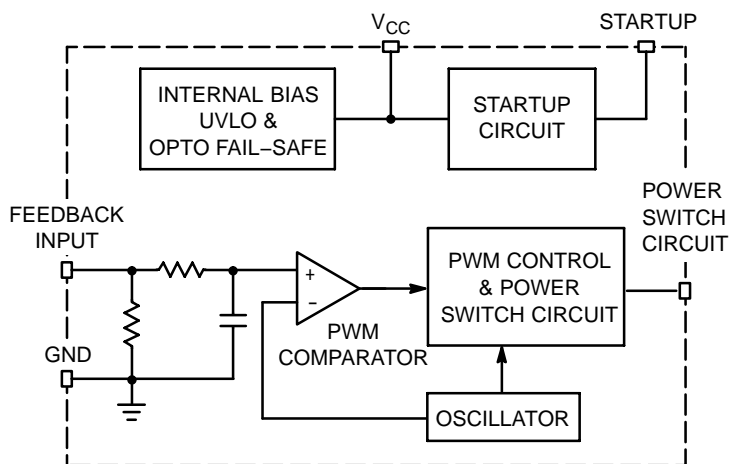 VCC
STARTUP
INTERNAL BIAS
UVLO &
OPTO FAIL–SAFE
STARTUP
CIRCUIT
POWER
SWITCH
CIRCUIT
FEEDBACK
INPUT
+
–
PWM
COMPARATOR
PWM CONTROL
& POWER
SWITCH CIRCUIT
GND
OSCILLATOR